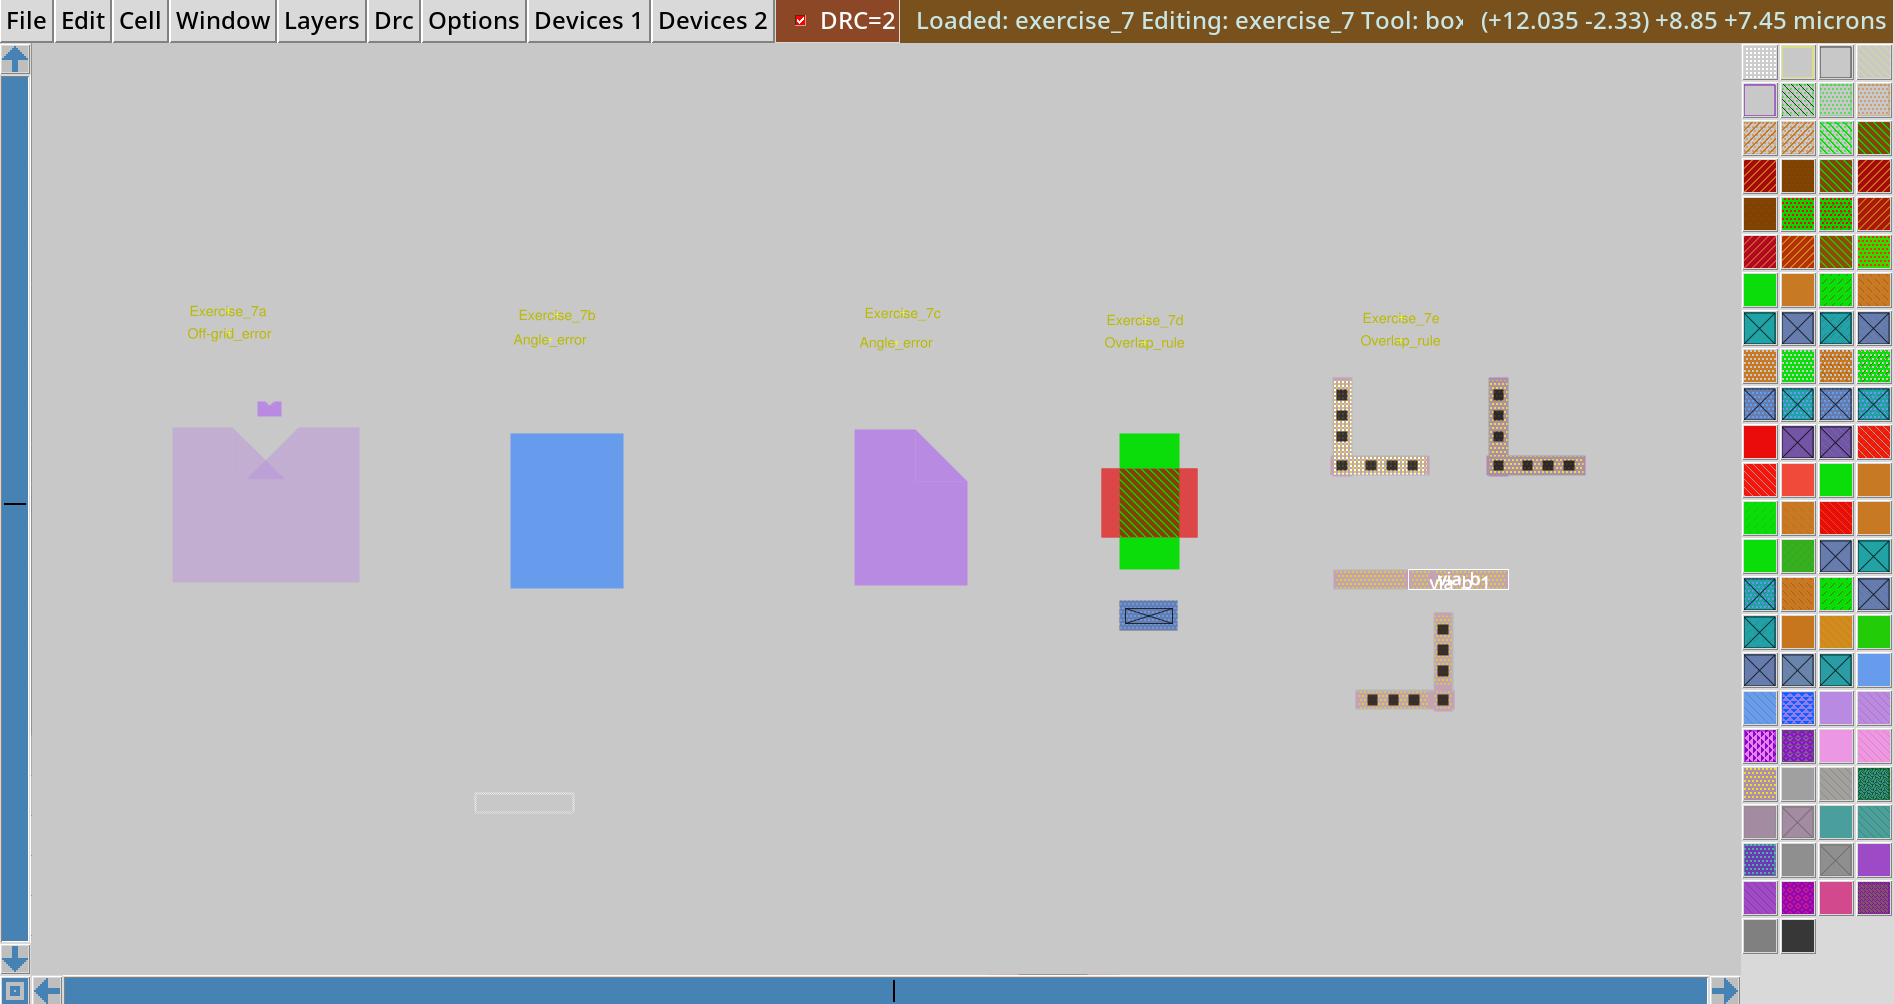 File Edit Cell Window Layers Drc Options Devices 1 Devices 2 DRC=2 Loaded: exercise_7 Editing: exercise_7 Tool: box (+12.035 -2.33) +8.85 +7.45 microns
Exercise_7a
Off-grid_error
Exercise_7b
Angle_error
Exercise_7c
Angle_error
Exercise_7d
Overlap_rule
Exercise_7e
Overlap_rule